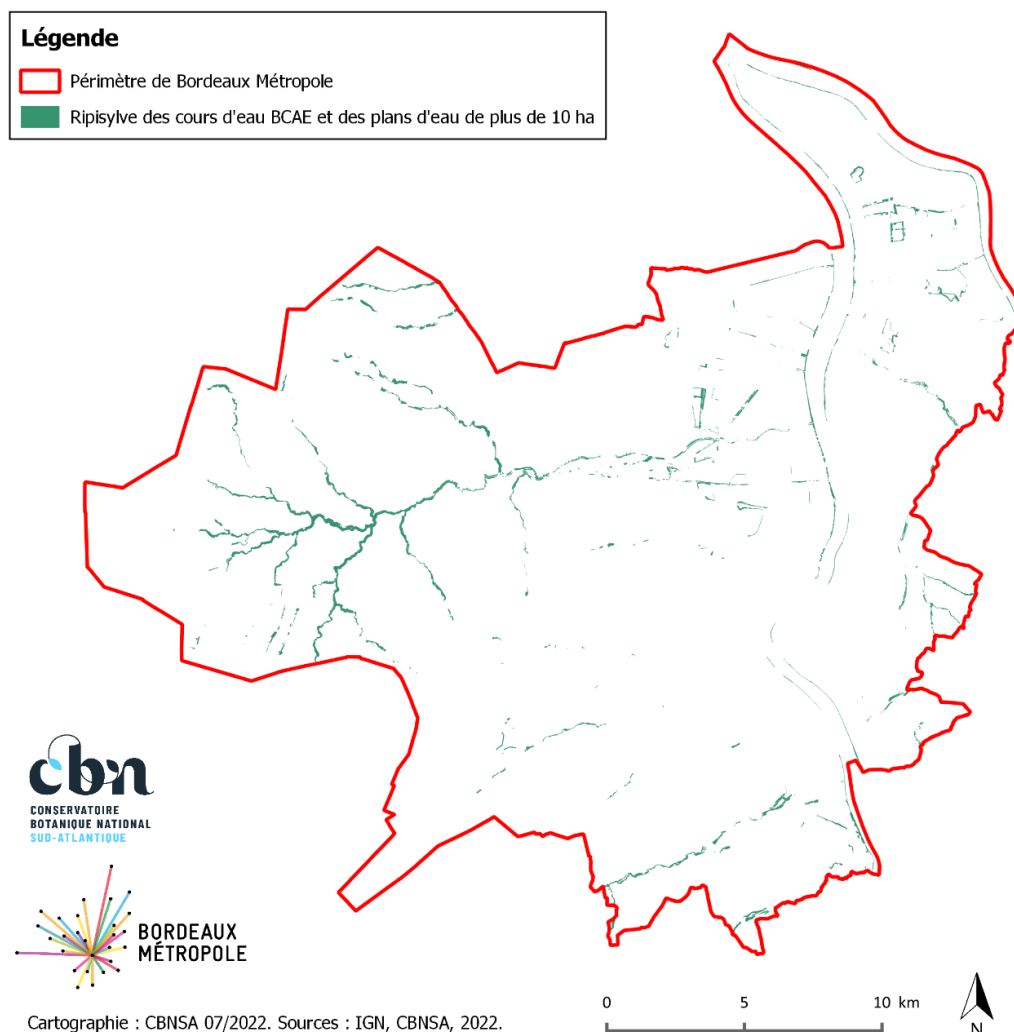 Légende
Périmètre de Bordeaux Métropole
Ripisylve des cours d'eau BCAE et des plans d'eau de plus de 10 ha
cbn
CONSERVATOIRE
BOTANIQUE NATIONAL
SUD-ATLANTIQUE
BORDEAUX
MÉTROPOLE
Cartographie : CBNSA 07/2022. Sources : IGN, CBNSA, 2022.
0 5 10 km
N